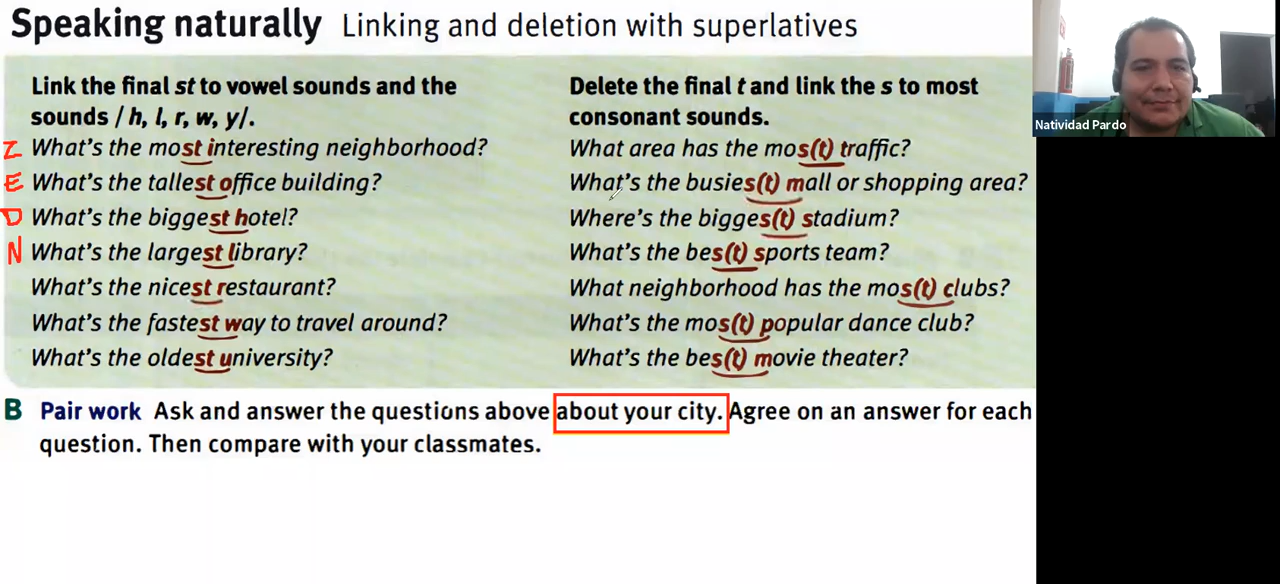 Speaking naturally Linking and deletion with superlatives
Link the final st to vowel sounds and the
sounds / h, l, r, w, y/.
Z What's the most interesting neighborhood?
E What's the tallest office building?
D What's the biggest hotel?
N What's the largest library?
What's the nicest restaurant?
What's the fastest way to travel around?
What's the oldest university?
Delete the final t and link the s to most
consonant sounds.
What area has the mos(t) traffic?
What's the busies(t) mall or shopping area?
Where's the bigges(t) stadium?
What's the bes(t) sports team?
What neighborhood has the mos(t) clubs?
What's the mos(t) popular dance club?
What's the bes(t) movie theater?
B Pair work Ask and answer the questions above about your city. Agree on an answer for each
question. Then compare with your classmates.
Natividad Pardo